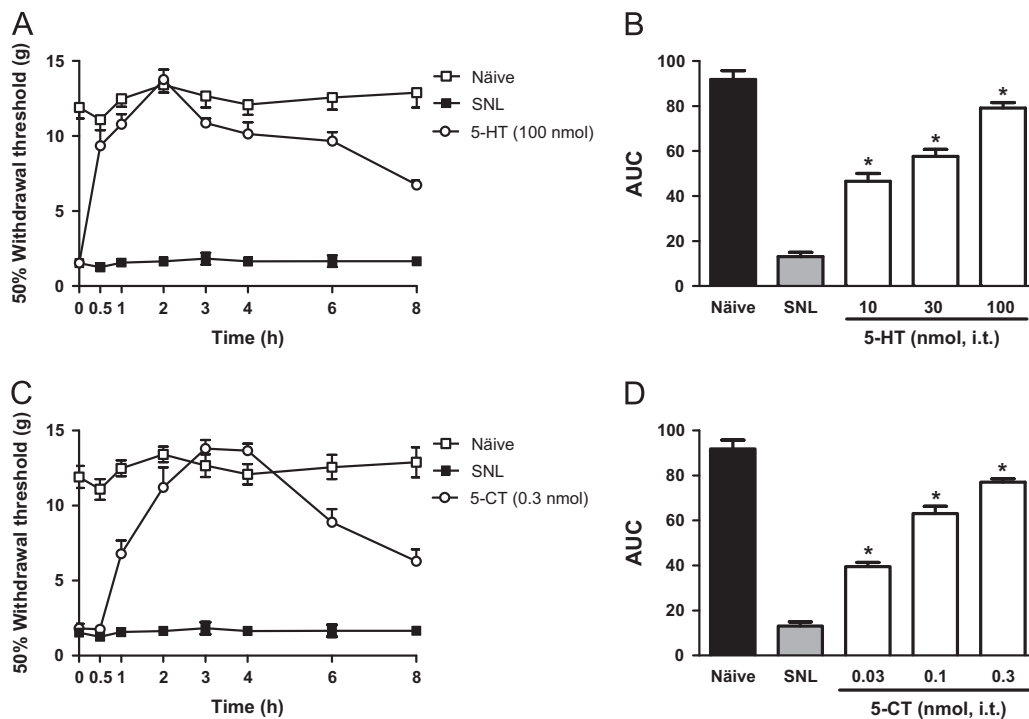 A
50% Withdrawal threshold (g)
15
10
5
0
0 0.5 1 2 3 4 6 8
Time (h)
Näive
SNL
5-HT (100 nmol)
B
AUC
100
80
60
40
20
0
* * *
Näive SNL 10 30 100
5-HT (nmol, i.t.)
C
50% Withdrawal threshold (g)
15
10
5
0
0 0.5 1 2 3 4 6 8
Time (h)
Näive
SNL
5-CT (0.3 nmol)
D
AUC
100
80
60
40
20
0
* * *
Näive SNL 0.03 0.1 0.3
5-CT (nmol, i.t.)